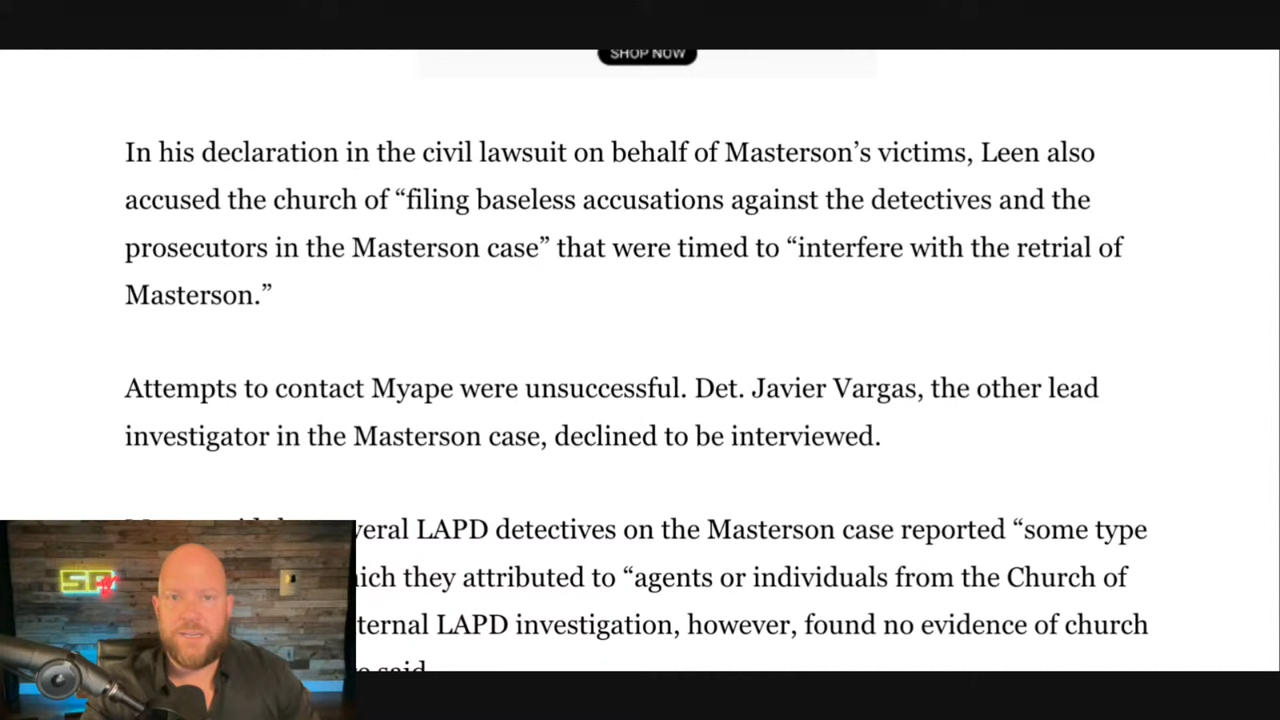 SHOP NOW
In his declaration in the civil lawsuit on behalf of Masterson’s victims, Leen also
accused the church of “filing baseless accusations against the detectives and the
prosecutors in the Masterson case” that were timed to “interfere with the retrial of
Masterson.”
Attempts to contact Myape were unsuccessful. Det. Javier Vargas, the other lead
investigator in the Masterson case, declined to be interviewed.
veral LAPD detectives on the Masterson case reported “some type
ich they attributed to “agents or individuals from the Church of
ternal LAPD investigation, however, found no evidence of church
said